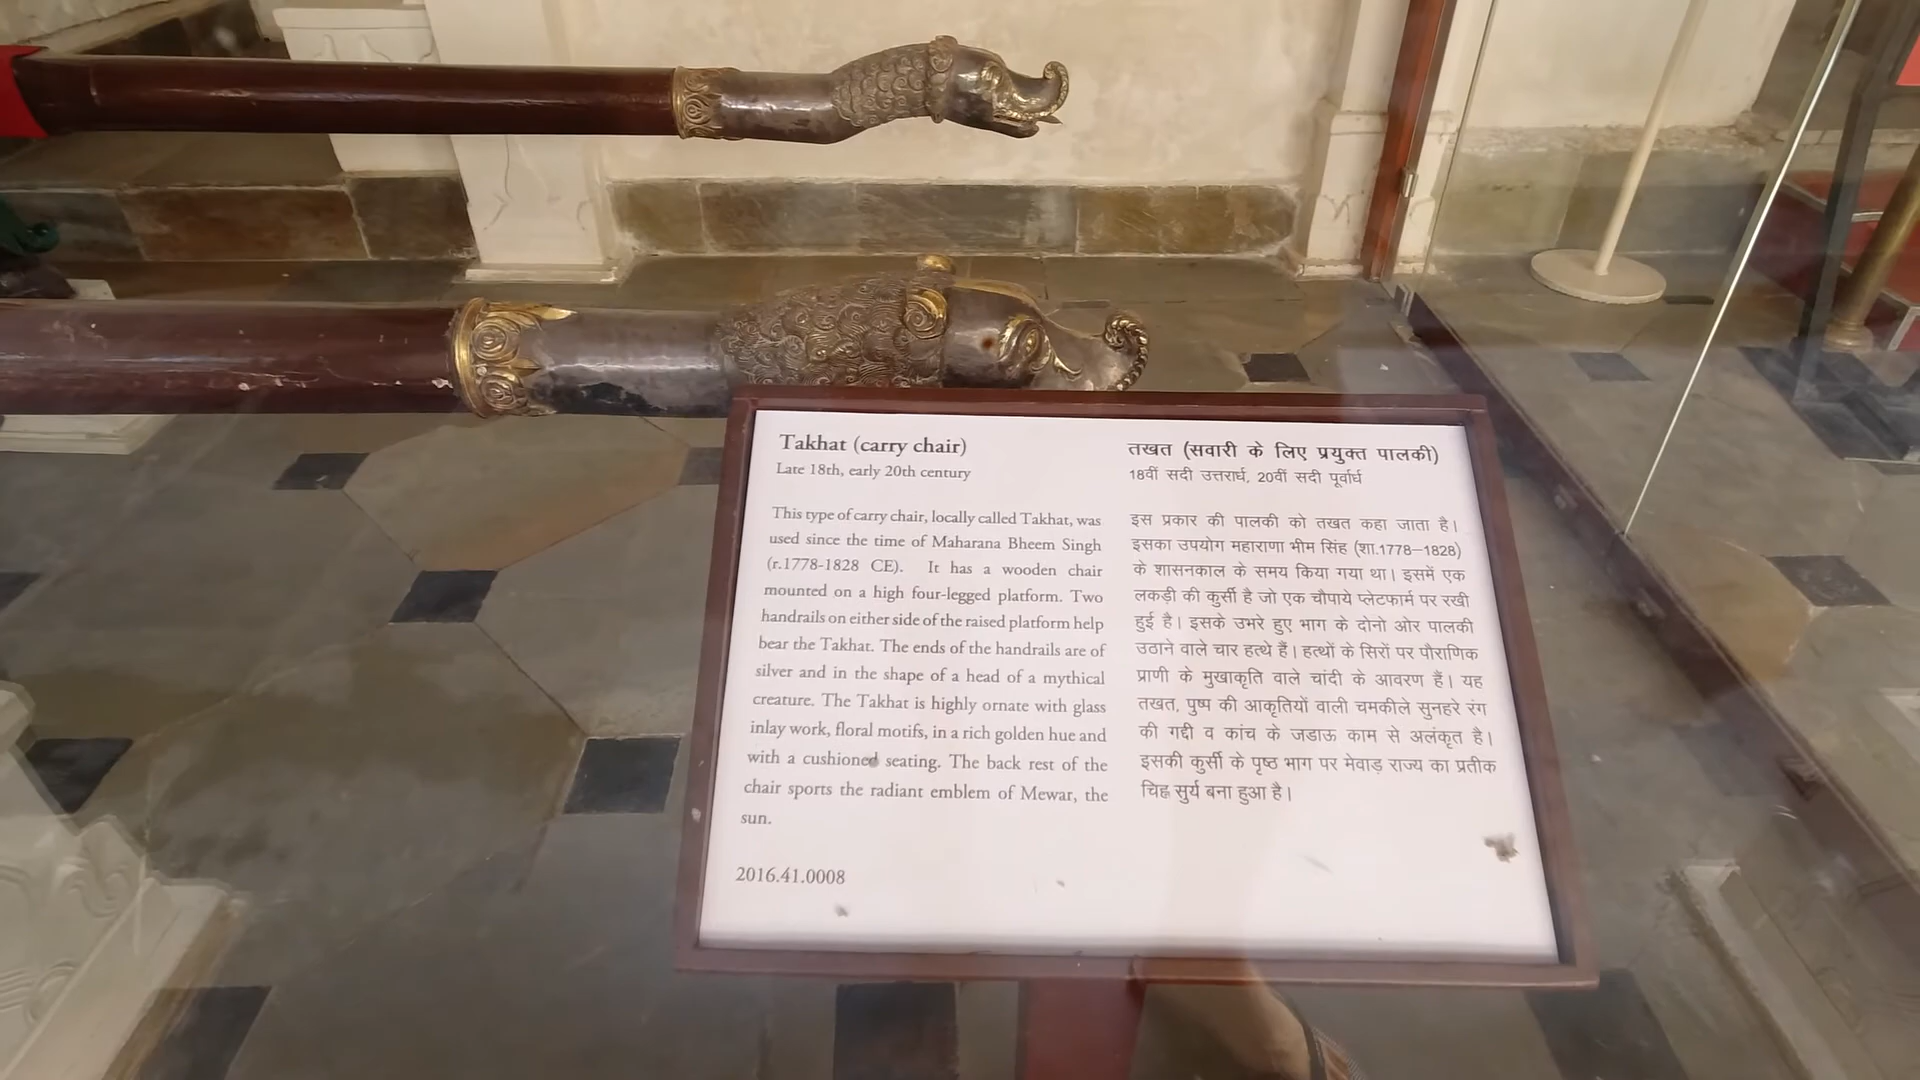 Takhat (carry chair)
Late 18th, early 20th century
This type of carry chair, locally called Takhat, was
used since the time of Maharana Bheem Singh
(r.1778-1828 CE). It has a wooden chair
mounted on a high four-legged platform. Two
handrails on either side of the raised platform help
bear the Takhat. The ends of the handrails are of
silver and in the shape of a head of a mythical
creature. The Takhat is highly ornate with glass
inlay work, floral motifs, in a rich golden hue and
with a cushioned seating. The back rest of the
chair sports the radiant emblem of Mewar, the
sun.
2016.41.0008
तखत (सवारी के लिए प्रयुक्त पालकी)
18वीं सदी उत्तरार्ध, 20वीं सदी पूर्वार्ध
इस प्रकार की पालकी को तखत कहा जाता है।
इसका उपयोग महाराणा भीम सिंह (शा.1778–1828)
के शासनकाल के समय किया गया था। इसमें एक
लकड़ी की कुर्सी है जो एक चौपाये प्लेटफार्म पर रखी
हुई है। इसके उभरे हुए भाग के दोनो ओर पालकी
उठाने वाले चार हत्थे हैं। हत्थों के सिरों पर पौराणिक
प्राणी के मुखाकृति वाले चांदी के आवरण हैं। यह
तखत, पुष्प की आकृतियों वाली चमकीले सुनहरे रंग
की गद्दी व कांच के जडाऊ काम से अलंकृत है।
इसकी कुर्सी के पृष्ठ भाग पर मेवाड़ राज्य का प्रतीक
चिह्न सुर्य बना हुआ है।